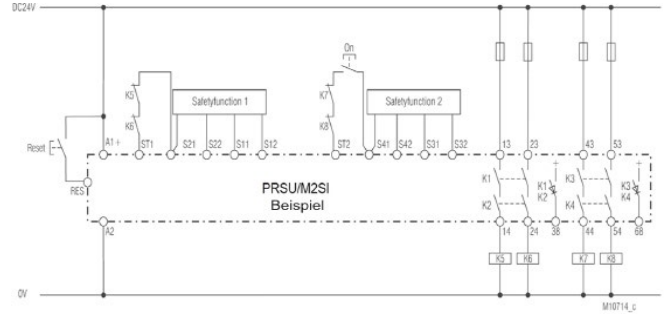 DC24V
On
K5
Safetyfunction 1
K7
Safetyfunction 2
K6
K8
Reset
A1+
ST1
S21
S22
S11
S12
ST2
S41
S42
S31
S32
13
23
43
53
RES
PRSU/M2SI
Beispiel
K1
K1
K2
K3
K3
K4
K2
K4
A2
14
24
38
44
54
68
K5
K6
K7
K8
0V
M10714_c